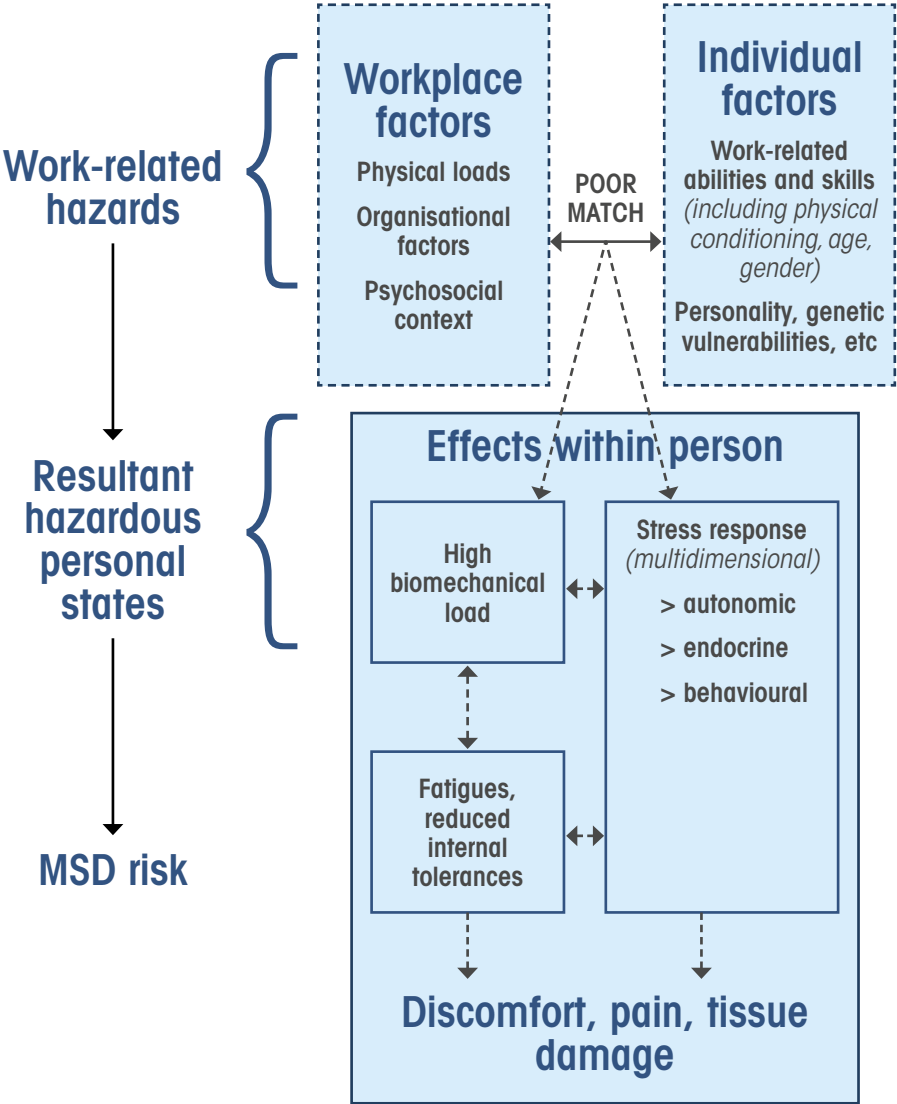 Work-related
hazards
Resultant
hazardous
personal
states
MSD risk
Workplace
factors
Physical loads
Organisational
factors
Psychosocial
context
POOR
MATCH
Individual
factors
Work-related
abilities and skills
(including physical
conditioning, age,
gender)
Personality, genetic
vulnerabilities, etc
Effects within person
High
biomechanical
load
Stress response
(multidimensional)
> autonomic
> endocrine
> behavioural
Fatigues,
reduced
internal
tolerances
Discomfort, pain, tissue
damage